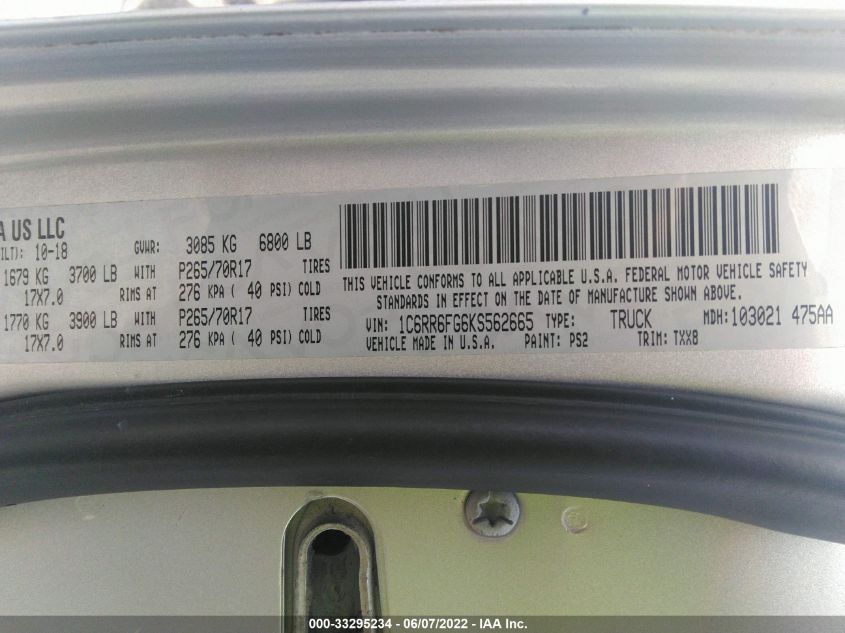 A US LLC
ILT): 10-18 GVWR: 3085 KG 6800 LB
1679 KG 3700 LB WITH P265/70R17 TIRES
17X7.0 RIMS AT 276 KPA ( 40 PSI) COLD
1770 KG 3900 LB WITH P265/70R17 TIRES
17X7.0 RIMS AT 276 KPA ( 40 PSI) COLD
THIS VEHICLE CONFORMS TO ALL APPLICABLE U.S.A. FEDERAL MOTOR VEHICLE SAFETY
STANDARDS IN EFFECT ON THE DATE OF MANUFACTURE SHOWN ABOVE.
VIN: 1C6RR6FG6KS562665 TYPE: TRUCK MDH: 103021 475AA
VEHICLE MADE IN U.S.A. PAINT: PS2 TRIM: TXX8
000-33295234 - 06/07/2022 - IAA Inc.